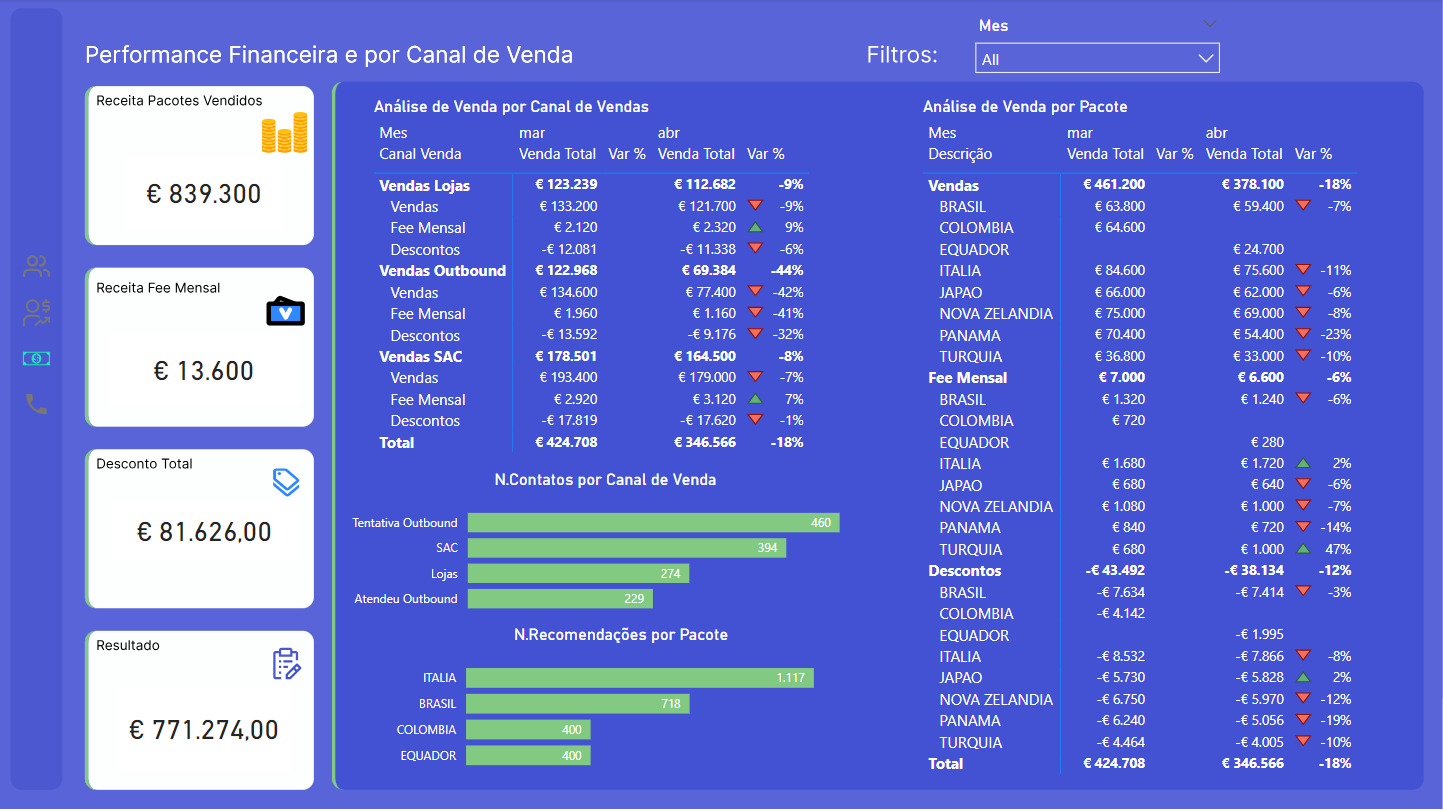 Performance Financeira e por Canal de Venda
Filtros:
Mes
All
Receita Pacotes Vendidos
€ 839.300
Receita Fee Mensal
€ 13.600
Desconto Total
€ 81.626,00
Resultado
€ 771.274,00
Análise de Venda por Canal de Vendas
Mes mar abr
Canal Venda Venda Total Var % Venda Total Var %
Vendas Lojas € 123.239 € 112.682 -9%
Vendas € 133.200 € 121.700 -9%
Fee Mensal € 2.120 € 2.320 9%
Descontos -€ 12.081 -€ 11.338 -6%
Vendas Outbound € 122.968 € 69.384 -44%
Vendas € 134.600 € 77.400 -42%
Fee Mensal € 1.960 € 1.160 -41%
Descontos -€ 13.592 -€ 9.176 -32%
Vendas SAC € 178.501 € 164.500 -8%
Vendas € 193.400 € 179.000 -7%
Fee Mensal € 2.920 € 3.120 7%
Descontos -€ 17.819 -€ 17.620 -1%
Total € 424.708 € 346.566 -18%
N.Contatos por Canal de Venda
Tentativa Outbound 460
SAC 394
Lojas 274
Atendeu Outbound 229
N.Recomendações por Pacote
ITALIA 1.117
BRASIL 718
COLOMBIA 400
EQUADOR 400
Análise de Venda por Pacote
Mes mar abr
Descrição Venda Total Var % Venda Total Var %
Vendas € 461.200 € 378.100 -18%
BRASIL € 63.800 € 59.400 -7%
COLOMBIA € 64.600
EQUADOR € 24.700
ITALIA € 84.600 € 75.600 -11%
JAPAO € 66.000 € 62.000 -6%
NOVA ZELANDIA € 75.000 € 69.000 -8%
PANAMA € 70.400 € 54.400 -23%
TURQUIA € 36.800 € 33.000 -10%
Fee Mensal € 7.000 € 6.600 -6%
BRASIL € 1.320 € 1.240 -6%
COLOMBIA € 720
EQUADOR € 280
ITALIA € 1.680 € 1.720 2%
JAPAO € 680 € 640 -6%
NOVA ZELANDIA € 1.080 € 1.000 -7%
PANAMA € 840 € 720 -14%
TURQUIA € 680 € 1.000 47%
Descontos -€ 43.492 -€ 38.134 -12%
BRASIL -€ 7.634 -€ 7.414 -3%
COLOMBIA -€ 4.142
EQUADOR -€ 1.995
ITALIA -€ 8.532 -€ 7.866 -8%
JAPAO -€ 5.730 -€ 5.828 2%
NOVA ZELANDIA -€ 6.750 -€ 5.970 -12%
PANAMA -€ 6.240 -€ 5.056 -19%
TURQUIA -€ 4.464 -€ 4.005 -10%
Total € 424.708 € 346.566 -18%